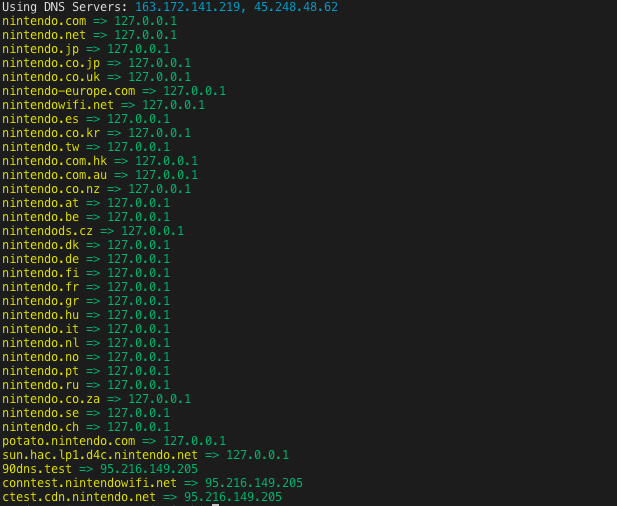 Using DNS Servers: 163.172.141.219, 45.248.48.62
nintendo.com => 127.0.0.1
nintendo.net => 127.0.0.1
nintendo.jp => 127.0.0.1
nintendo.co.jp => 127.0.0.1
nintendo.co.uk => 127.0.0.1
nintendo-europe.com => 127.0.0.1
nintendowifi.net => 127.0.0.1
nintendo.es => 127.0.0.1
nintendo.co.kr => 127.0.0.1
nintendo.tw => 127.0.0.1
nintendo.com.hk => 127.0.0.1
nintendo.com.au => 127.0.0.1
nintendo.co.nz => 127.0.0.1
nintendo.at => 127.0.0.1
nintendo.be => 127.0.0.1
nintendods.cz => 127.0.0.1
nintendo.dk => 127.0.0.1
nintendo.de => 127.0.0.1
nintendo.fi => 127.0.0.1
nintendo.fr => 127.0.0.1
nintendo.gr => 127.0.0.1
nintendo.hu => 127.0.0.1
nintendo.it => 127.0.0.1
nintendo.nl => 127.0.0.1
nintendo.no => 127.0.0.1
nintendo.pt => 127.0.0.1
nintendo.ru => 127.0.0.1
nintendo.co.za => 127.0.0.1
nintendo.se => 127.0.0.1
nintendo.ch => 127.0.0.1
potato.nintendo.com => 127.0.0.1
sun.hac.lp1.d4c.nintendo.net => 127.0.0.1
90dns.test => 95.216.149.205
conntest.nintendowifi.net => 95.216.149.205
ctest.cdn.nintendo.net => 95.216.149.205